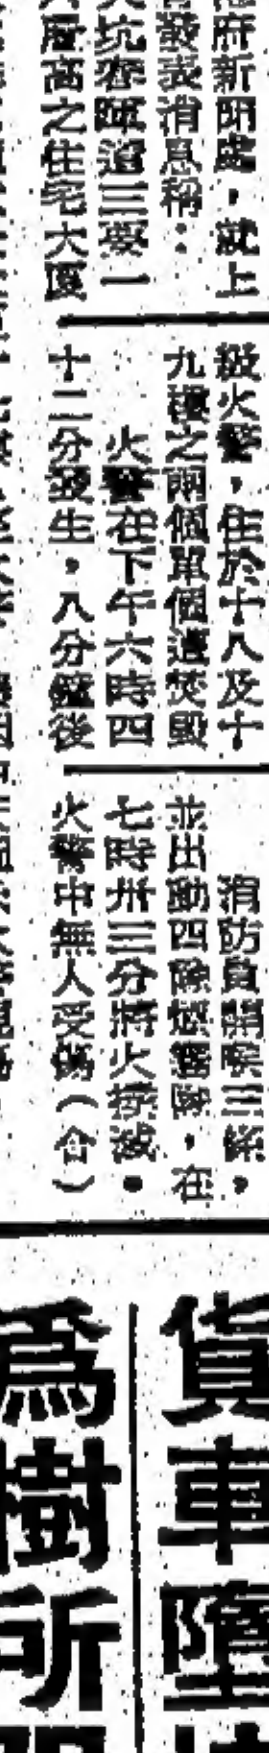 府新聞處，就上
發表消息稱：
坑春暉道三要一
層高之住宅大廈
設火警，住於十八及十
九樓之兩個單個遭焚毀
火警在下午六時四
十二分發生，八分鐘後
消防員開喉三條，
並出動四隊煙霧隊，在
七時卅三分將火撲滅。
火警中無人受傷（合）
貨車墮
為樹所